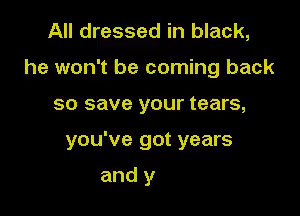 All dressed in black,
he won't be coming back
so save your tears,
you've got years
and y